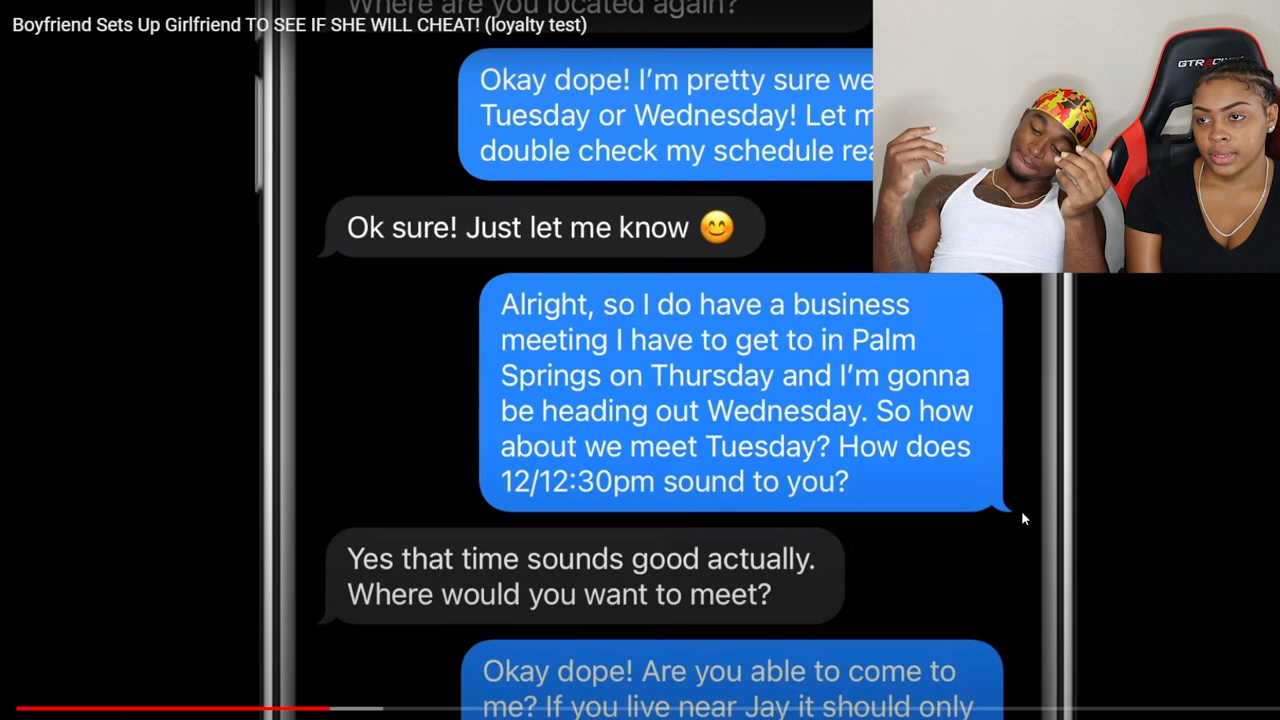 Where are you located again?
Boyfriend Sets Up Girlfriend TO SEE IF SHE WILL CHEAT! (loyalty test)
Okay dope! I’m pretty sure we
Tuesday or Wednesday! Let m
double check my schedule rea
Ok sure! Just let me know 😊
Alright, so I do have a business
meeting I have to get to in Palm
Springs on Thursday and I’m gonna
be heading out Wednesday. So how
about we meet Tuesday? How does
12/12:30pm sound to you?
Yes that time sounds good actually.
Where would you want to meet?
Okay dope! Are you able to come to
me? If you live near Jay it should only